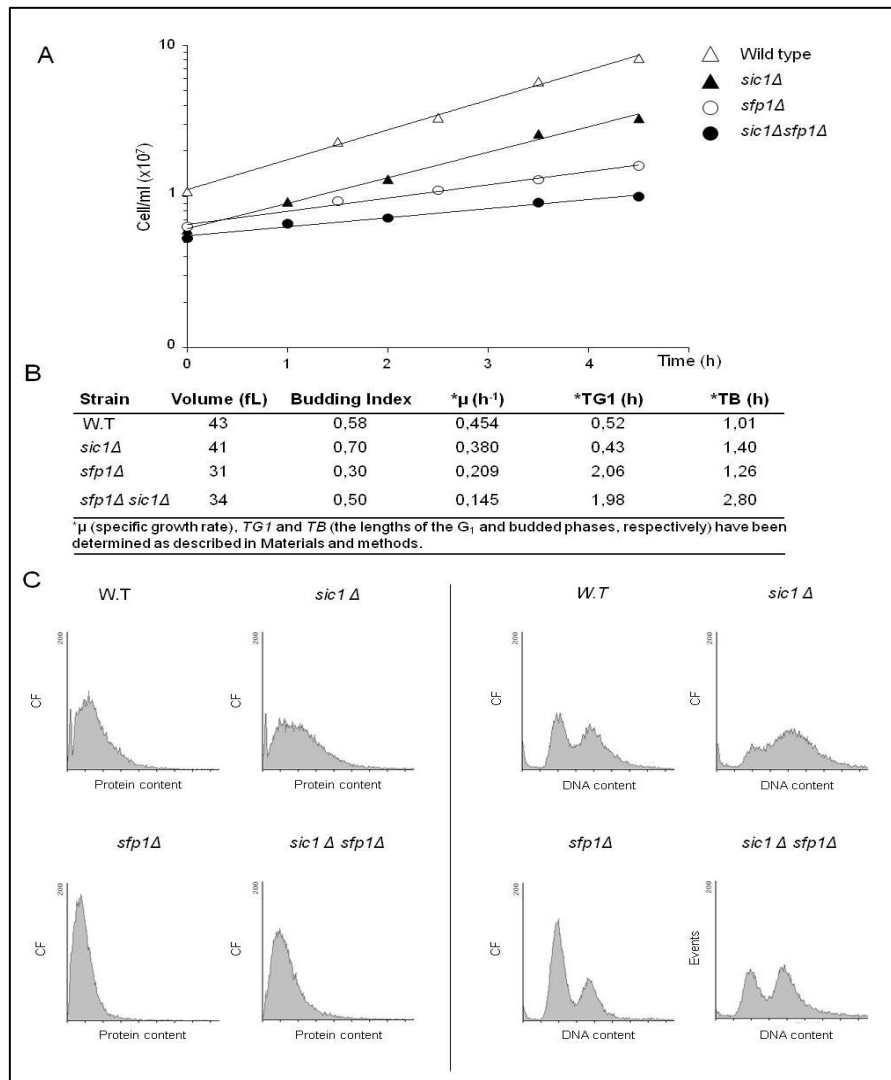 A
10
1
0
Cell/ml (x10⁷)
0 1 2 3 4 Time (h)
Wild type
sic1Δ
sfp1Δ
sic1Δsfp1Δ
B
Strain Volume (fL) Budding Index *µ (h⁻¹) *TG1 (h) *TB (h)
W.T 43 0,58 0,454 0,52 1,01
sic1Δ 41 0,70 0,380 0,43 1,40
sfp1Δ 31 0,30 0,209 2,06 1,26
sfp1Δ sic1Δ 34 0,50 0,145 1,98 2,80
*µ (specific growth rate), TG1 and TB (the lengths of the G₁ and budded phases, respectively) have been
determined as described in Materials and methods.
C
W.T
200
CF
Protein content
sic1 Δ
200
CF
Protein content
W.T
200
CF
DNA content
sic1 Δ
200
CF
DNA content
sfp1Δ
200
CF
Protein content
sic1 Δ sfp1Δ
200
CF
Protein content
sfp1Δ
200
CF
DNA content
sic1 Δ sfp1Δ
200
Events
DNA content